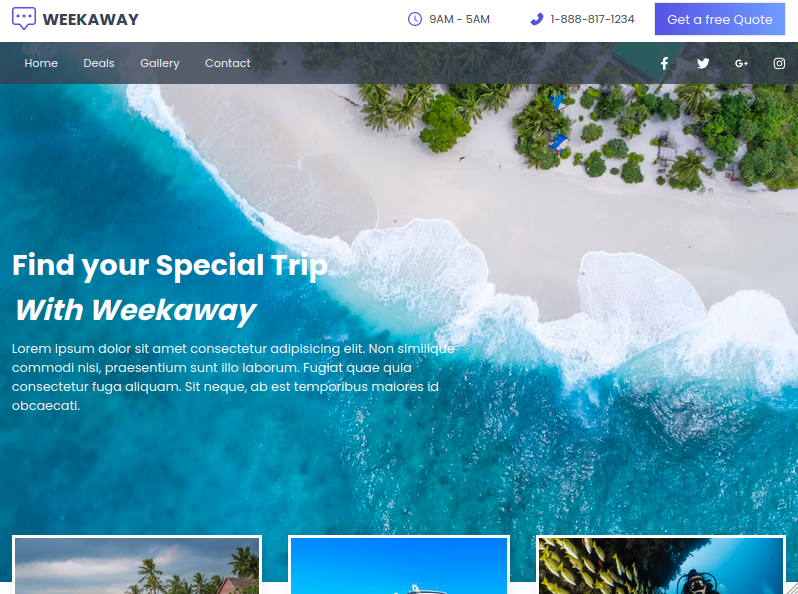 WEEKAWAY
9AM - 5AM
1-888-817-1234
Get a free Quote
Home
Deals
Gallery
Contact
Find your Special Trip
With Weekaway
Lorem ipsum dolor sit amet consectetur adipisicing elit. Non similique
commodi nisi, praesentium sunt illo laborum. Fugiat quae quia
consectetur fuga aliquam. Sit neque, ab est temporibus maiores id
obcaecati.